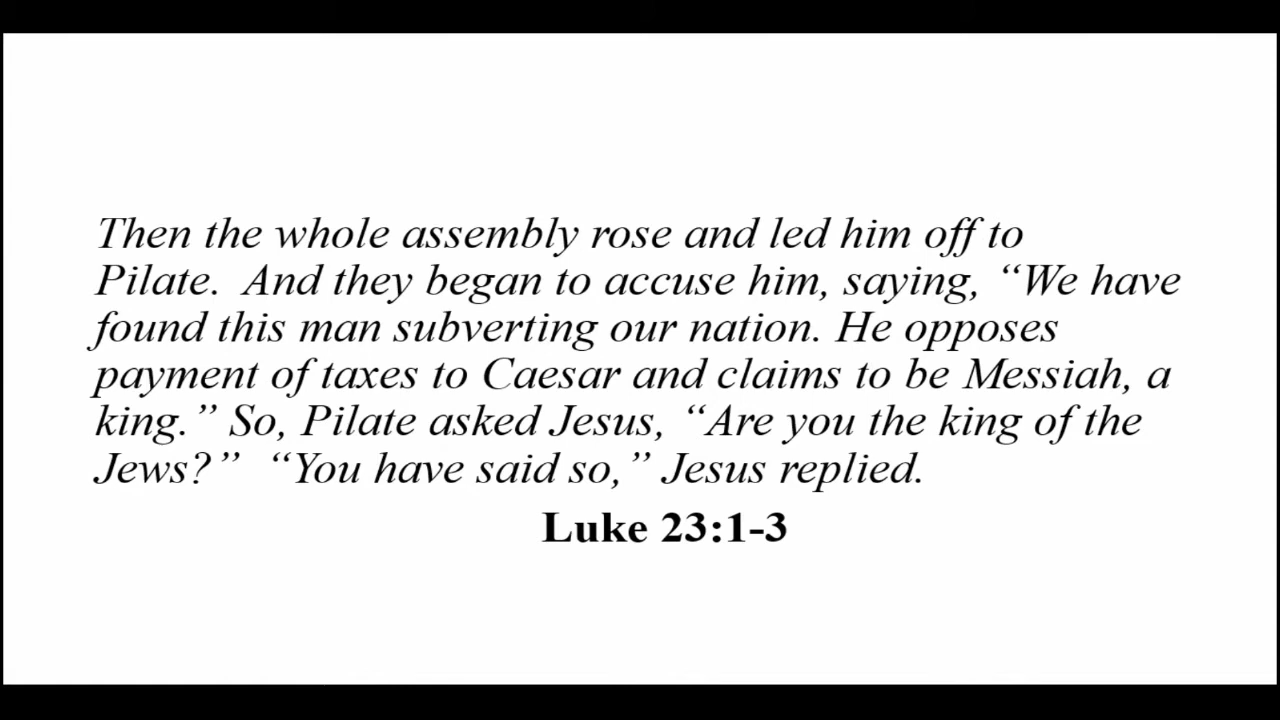 Then the whole assembly rose and led him off to
Pilate.  And they began to accuse him, saying, “We have
found this man subverting our nation. He opposes
payment of taxes to Caesar and claims to be Messiah, a
king.” So, Pilate asked Jesus, “Are you the king of the
Jews?”  “You have said so,” Jesus replied.
Luke 23:1-3